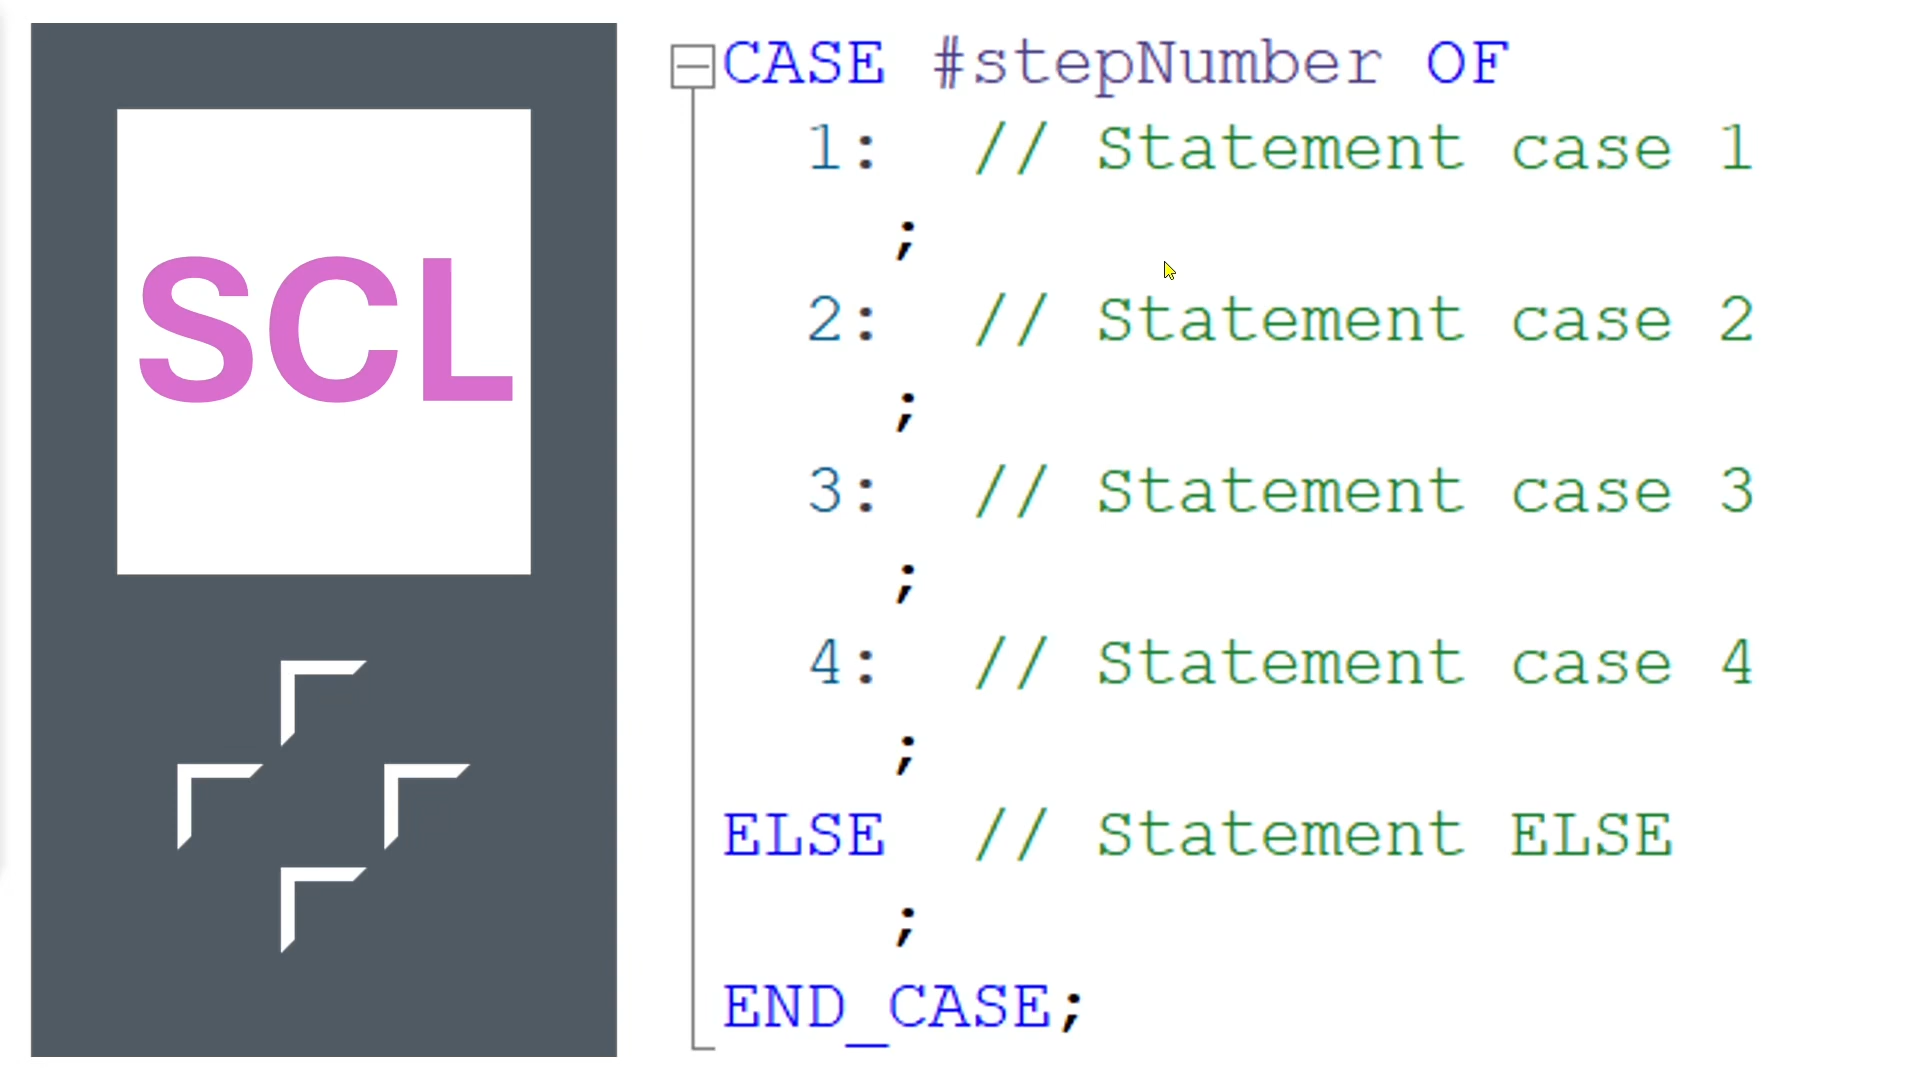 SCL
CASE #stepNumber OF
1: // Statement case 1
;
2: // Statement case 2
;
3: // Statement case 3
;
4: // Statement case 4
;
ELSE // Statement ELSE
;
END_CASE;